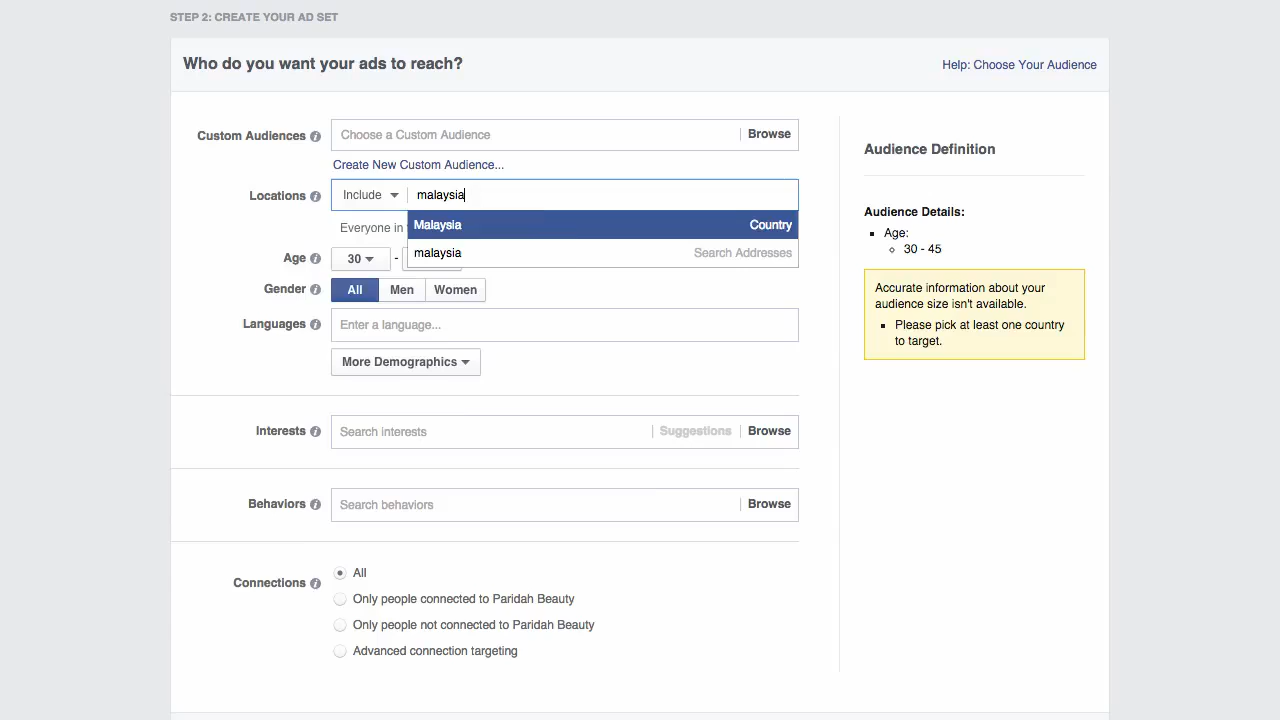 STEP 2: CREATE YOUR AD SET
Who do you want your ads to reach?
Help: Choose Your Audience
Custom Audiences
Choose a Custom Audience
Browse
Create New Custom Audience...
Locations
Include
malaysia
Malaysia
Country
Everyone in
malaysia
Search Addresses
Age
30
-
Gender
All
Men
Women
Languages
Enter a language...
More Demographics
Interests
Search interests
Suggestions
Browse
Behaviors
Search behaviors
Browse
Connections
All
Only people connected to Paridah Beauty
Only people not connected to Paridah Beauty
Advanced connection targeting
Audience Definition
Audience Details:
Age:
30 - 45
Accurate information about your
audience size isn't available.
Please pick at least one country
to target.